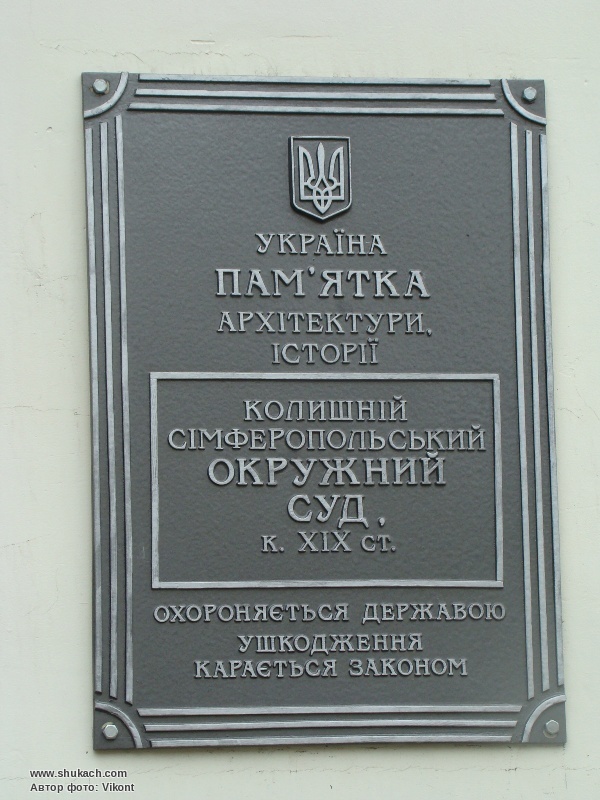 УКРАЇНА
ПАМ'ЯТКА
АРХІТЕКТУРИ,
ІСТОРІЇ
КОЛИШНІЙ
СІМФЕРОПОЛЬСЬКИЙ
ОКРУЖНИЙ
СУД,
к. XIX ст.
ОХОРОНЯЄТЬСЯ ДЕРЖАВОЮ
УШКОДЖЕННЯ
КАРАЄТЬСЯ ЗАКОНОМ
www.shukach.com
Автор фото: Vikont